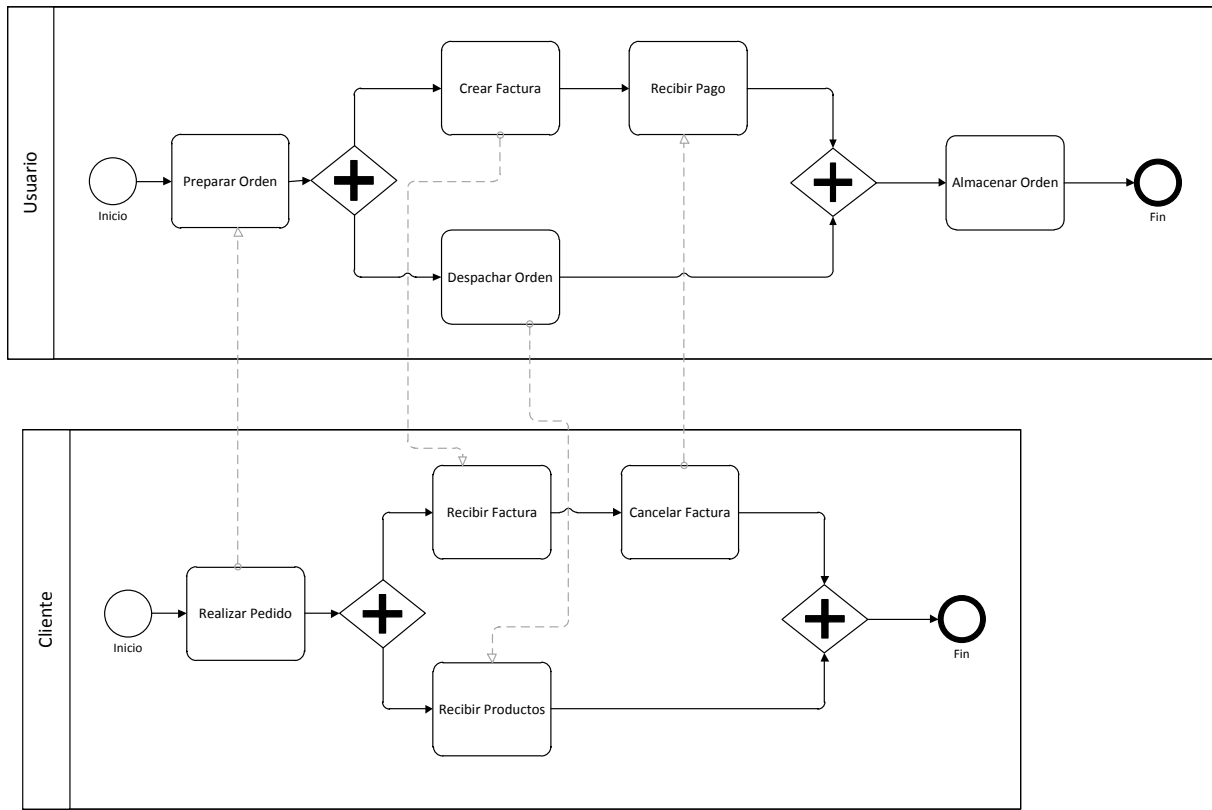 Usuario
Inicio
Preparar Orden
Crear Factura
Recibir Pago
Despachar Orden
Almacenar Orden
Fin
Cliente
Inicio
Realizar Pedido
Recibir Factura
Cancelar Factura
Recibir Productos
Fin